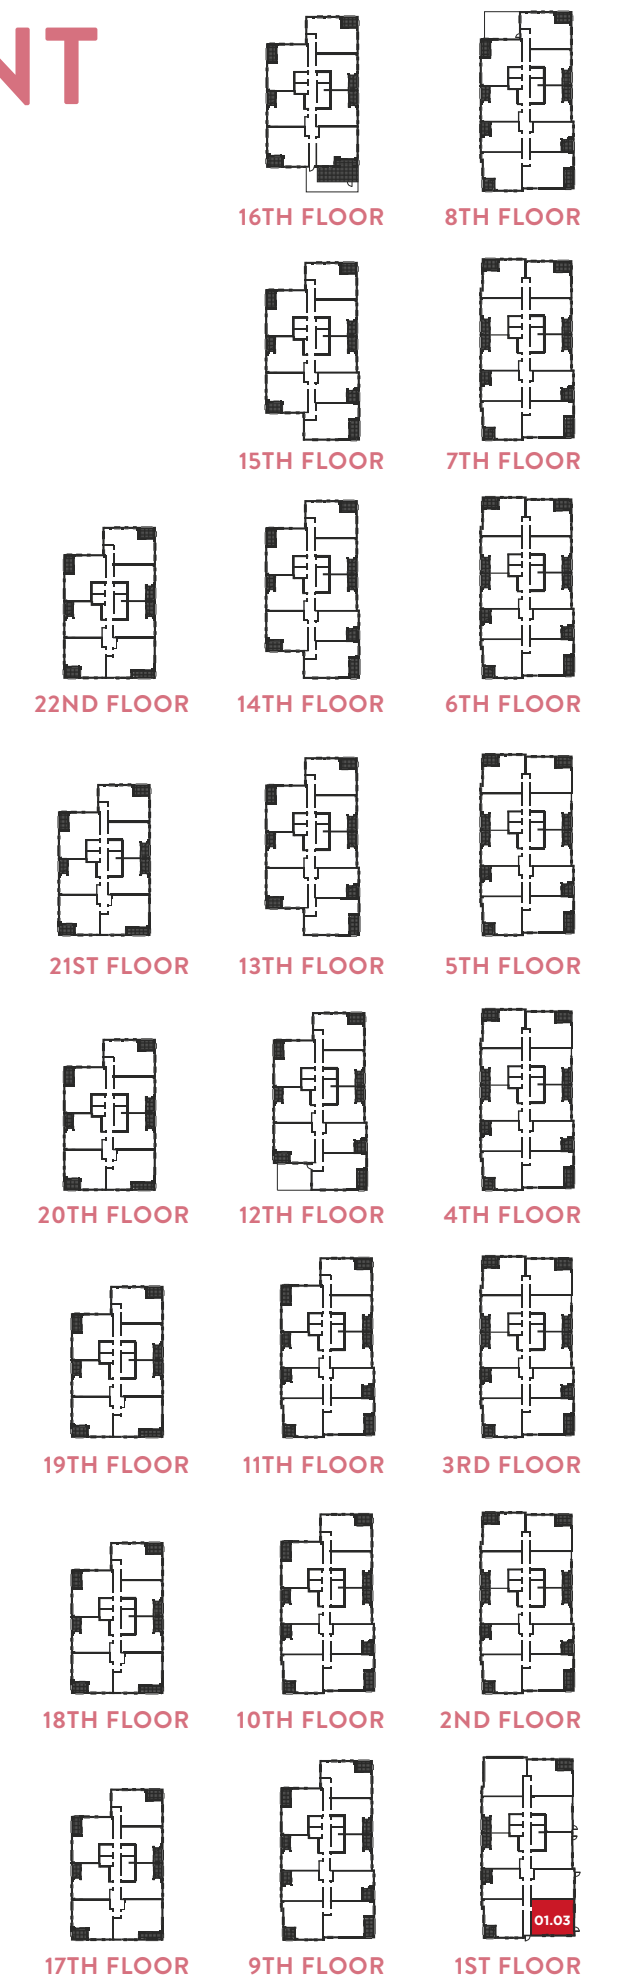 NT
16TH FLOOR 8TH FLOOR
15TH FLOOR 7TH FLOOR
22ND FLOOR 14TH FLOOR 6TH FLOOR
21ST FLOOR 13TH FLOOR 5TH FLOOR
20TH FLOOR 12TH FLOOR 4TH FLOOR
19TH FLOOR 11TH FLOOR 3RD FLOOR
18TH FLOOR 10TH FLOOR 2ND FLOOR
01.03
17TH FLOOR 9TH FLOOR 1ST FLOOR